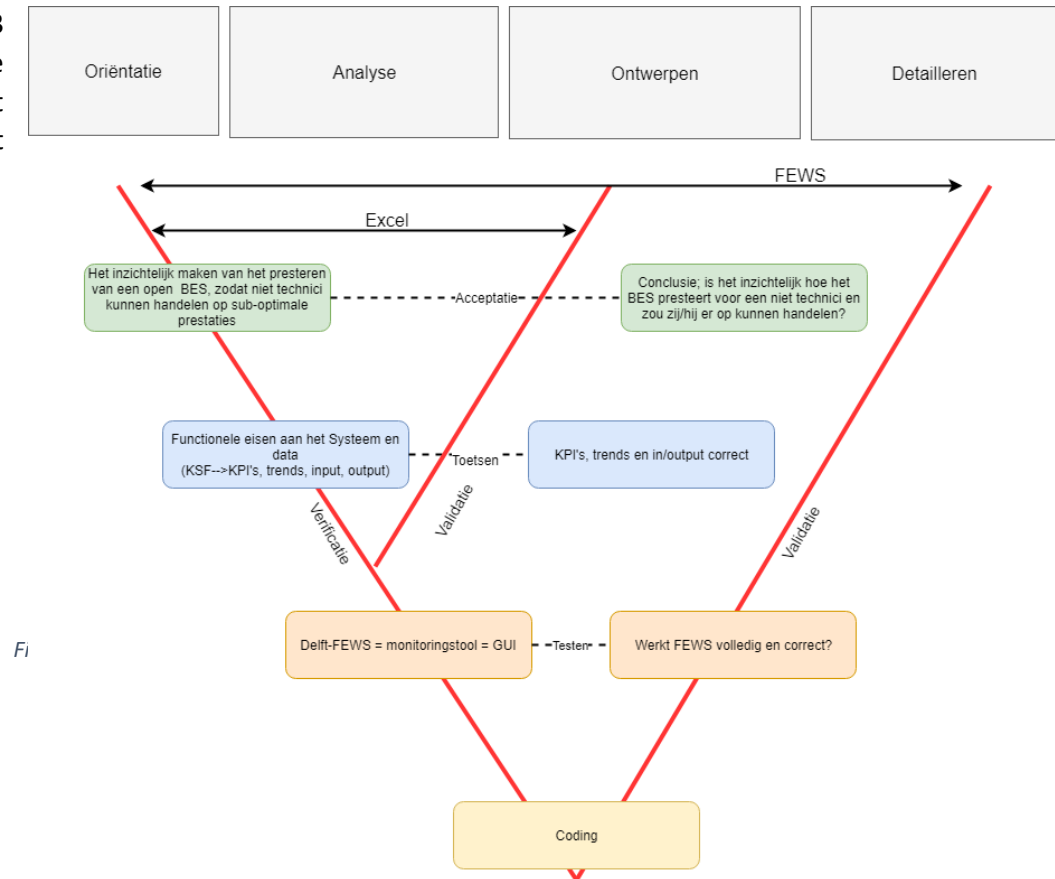 3
e
t
t
Oriëntatie
Analyse
Ontwerpen
Detailleren
FEWS
Excel
Het inzichtelijk maken van het presteren
van een open BES, zodat niet technici
kunnen handelen op sub-optimale
prestaties
Acceptatie
Conclusie; is het inzichtelijk hoe het
BES presteert voor een niet technici en
zou zij/hij er op kunnen handelen?
Functionele eisen aan het Systeem en
data
(KSF-->KPI's, trends, input, output)
Toetsen
KPI's, trends en in/output correct
Verificatie
Validatie
Validatie
Delft-FEWS = monitoringstool = GUI
Testen
Werkt FEWS volledig en correct?
Fi
Coding